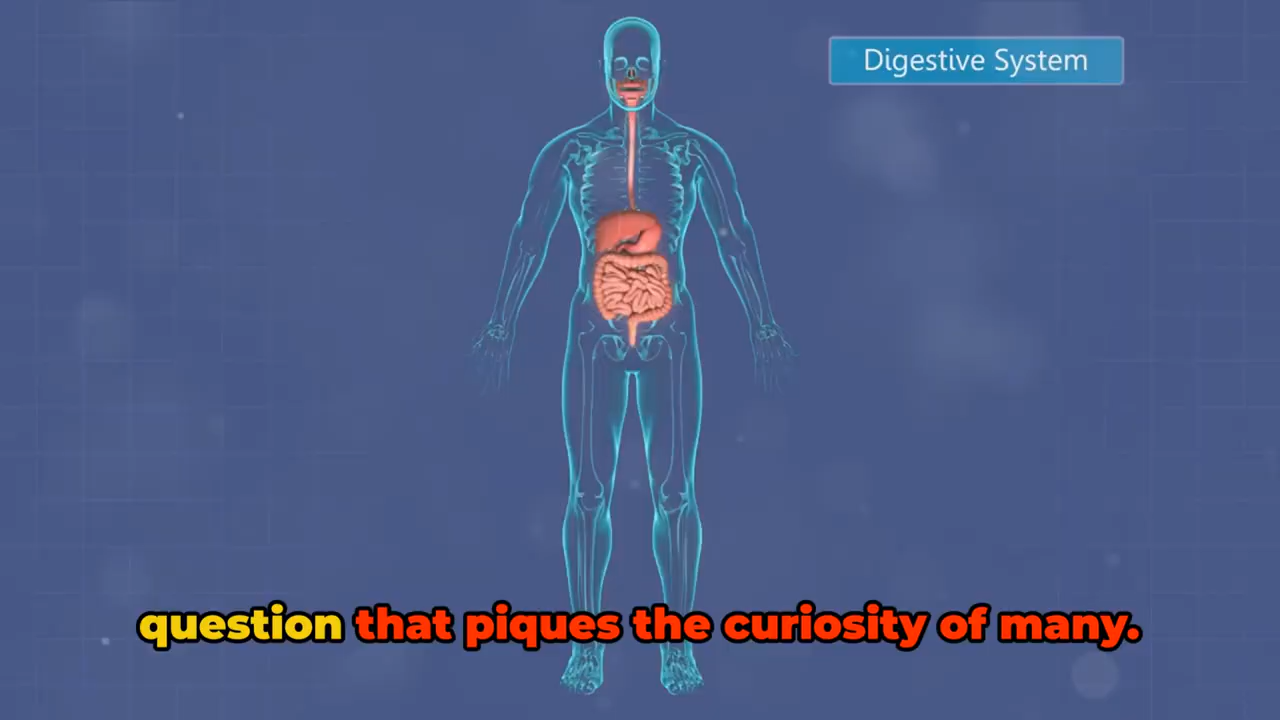 Digestive System
question that piques the curiosity of many.